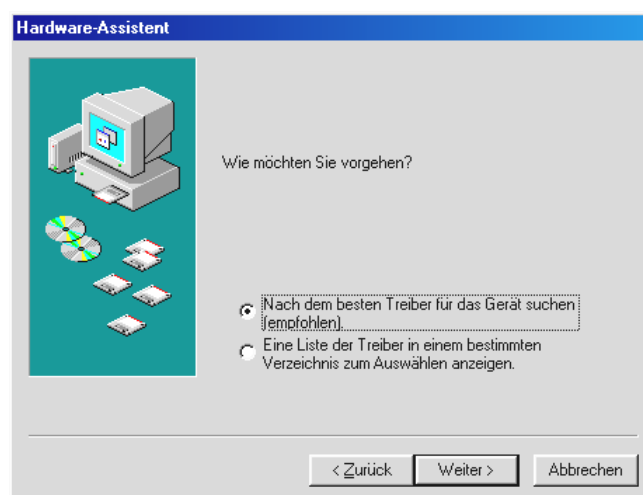 Hardware-Assistent
Wie möchten Sie vorgehen?
Nach dem besten Treiber für das Gerät suchen
(empfohlen).
Eine Liste der Treiber in einem bestimmten
Verzeichnis zum Auswählen anzeigen.
< Zurück Weiter > Abbrechen